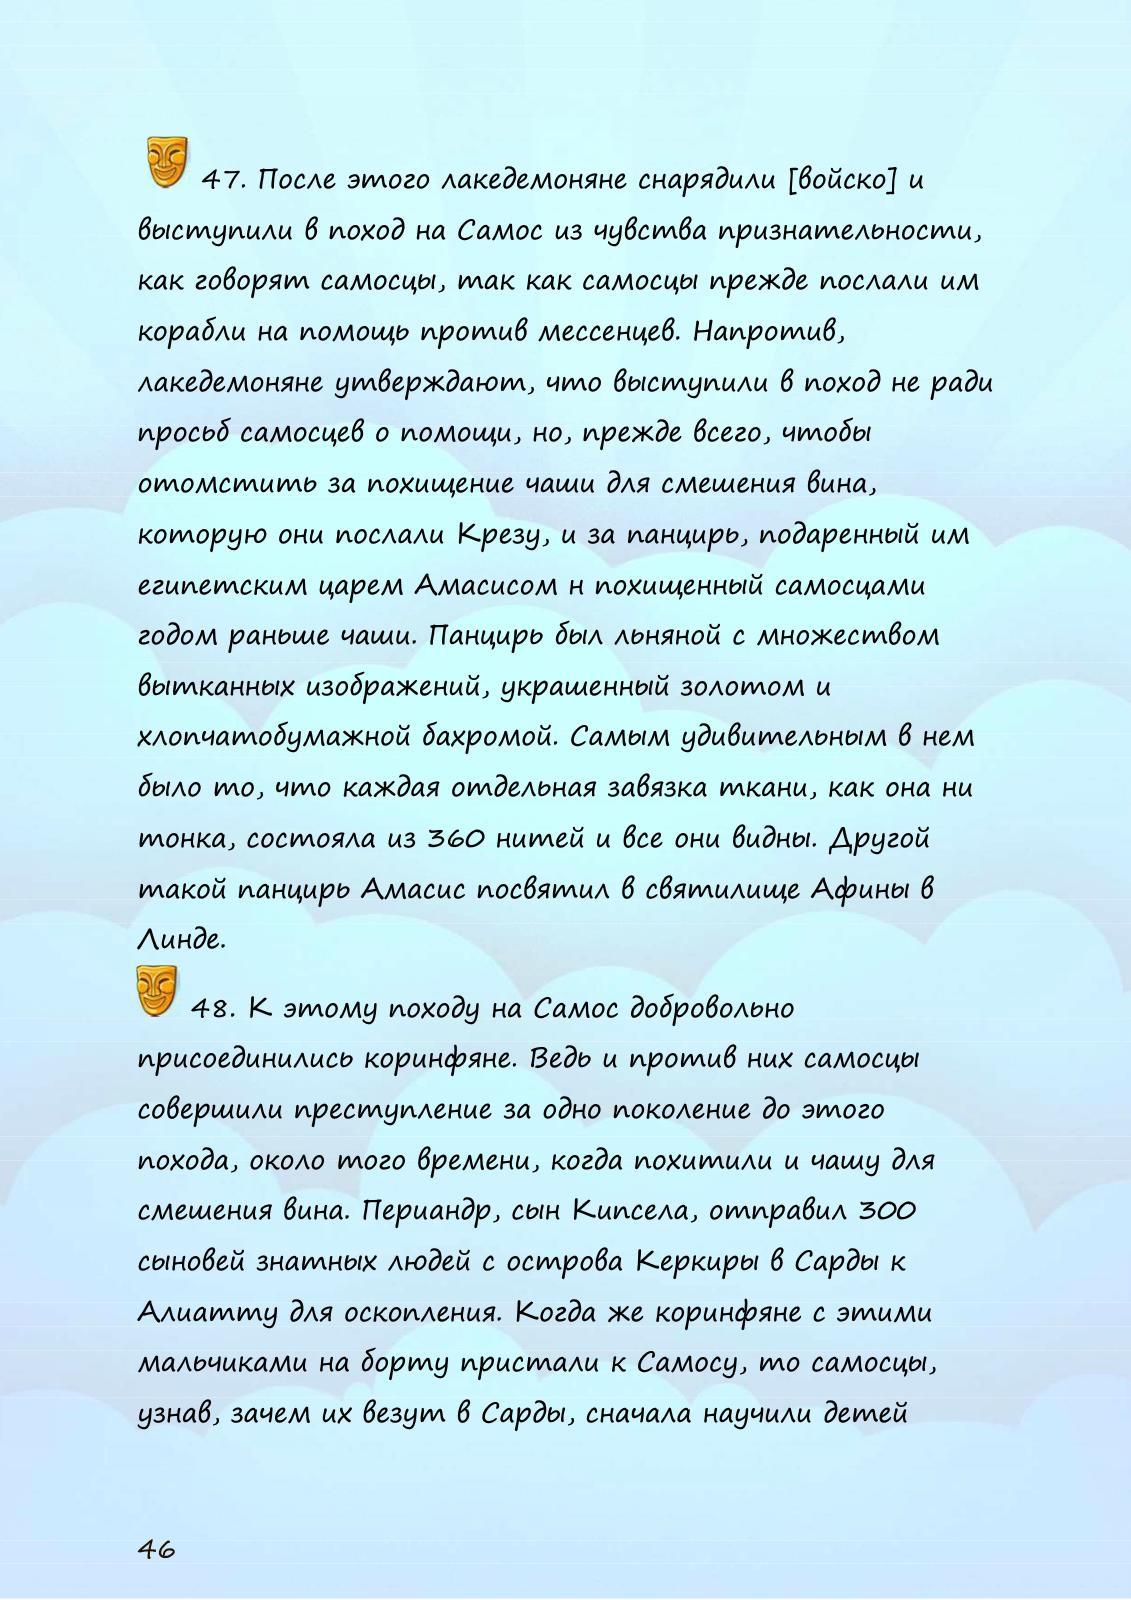 47. После этого лакедемоняне снарядили [войско] и
выступили в поход на Самос из чувства признательности,
как говорят самосцы, так как самосцы прежде послали им
корабли на помощь против мессенцев. Напротив,
лакедемоняне утверждают, что выступили в поход не ради
просьб самосцев о помощи, но, прежде всего, чтобы
отомстить за похищение чаши для смешения вина,
которую они послали Крезу, и за панцирь, подаренный им
египетским царем Амасисом н похищенный самосцами
годом раньше чаши. Панцирь был льняной с множеством
вытканных изображений, украшенный золотом и
хлопчатобумажной бахромой. Самым удивительным в нем
было то, что каждая отдельная завязка ткани, как она ни
тонка, состояла из 360 нитей и все они видны. Другой
такой панцирь Амасис посвятил в святилище Афины в
Линде.
48. К этому походу на Самос добровольно
присоединились коринфяне. Ведь и против них самосцы
совершили преступление за одно поколение до этого
похода, около того времени, когда похитили и чашу для
смешения вина. Периандр, сын Кипсела, отправил 300
сыновей знатных людей с острова Керкиры в Сарды к
Алиатту для оскопления. Когда же коринфяне с этими
мальчиками на борту пристали к Самосу, то самосцы,
узнав, зачем их везут в Сарды, сначала научили детей
46